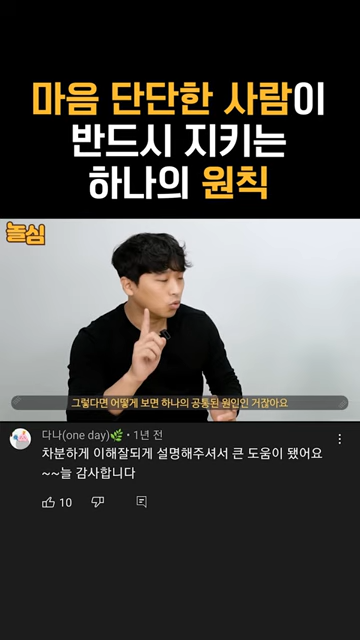 마음 단단한 사람이
반드시 지키는
하나의 원칙
놀심
그렇다면 어떻게 보면 하나의 공통된 원인인 거잖아요
다나(one day)🌿 • 1년 전
차분하게 이해잘되게 설명해주셔서 큰 도움이 됐어요
~~늘 감사합니다
10